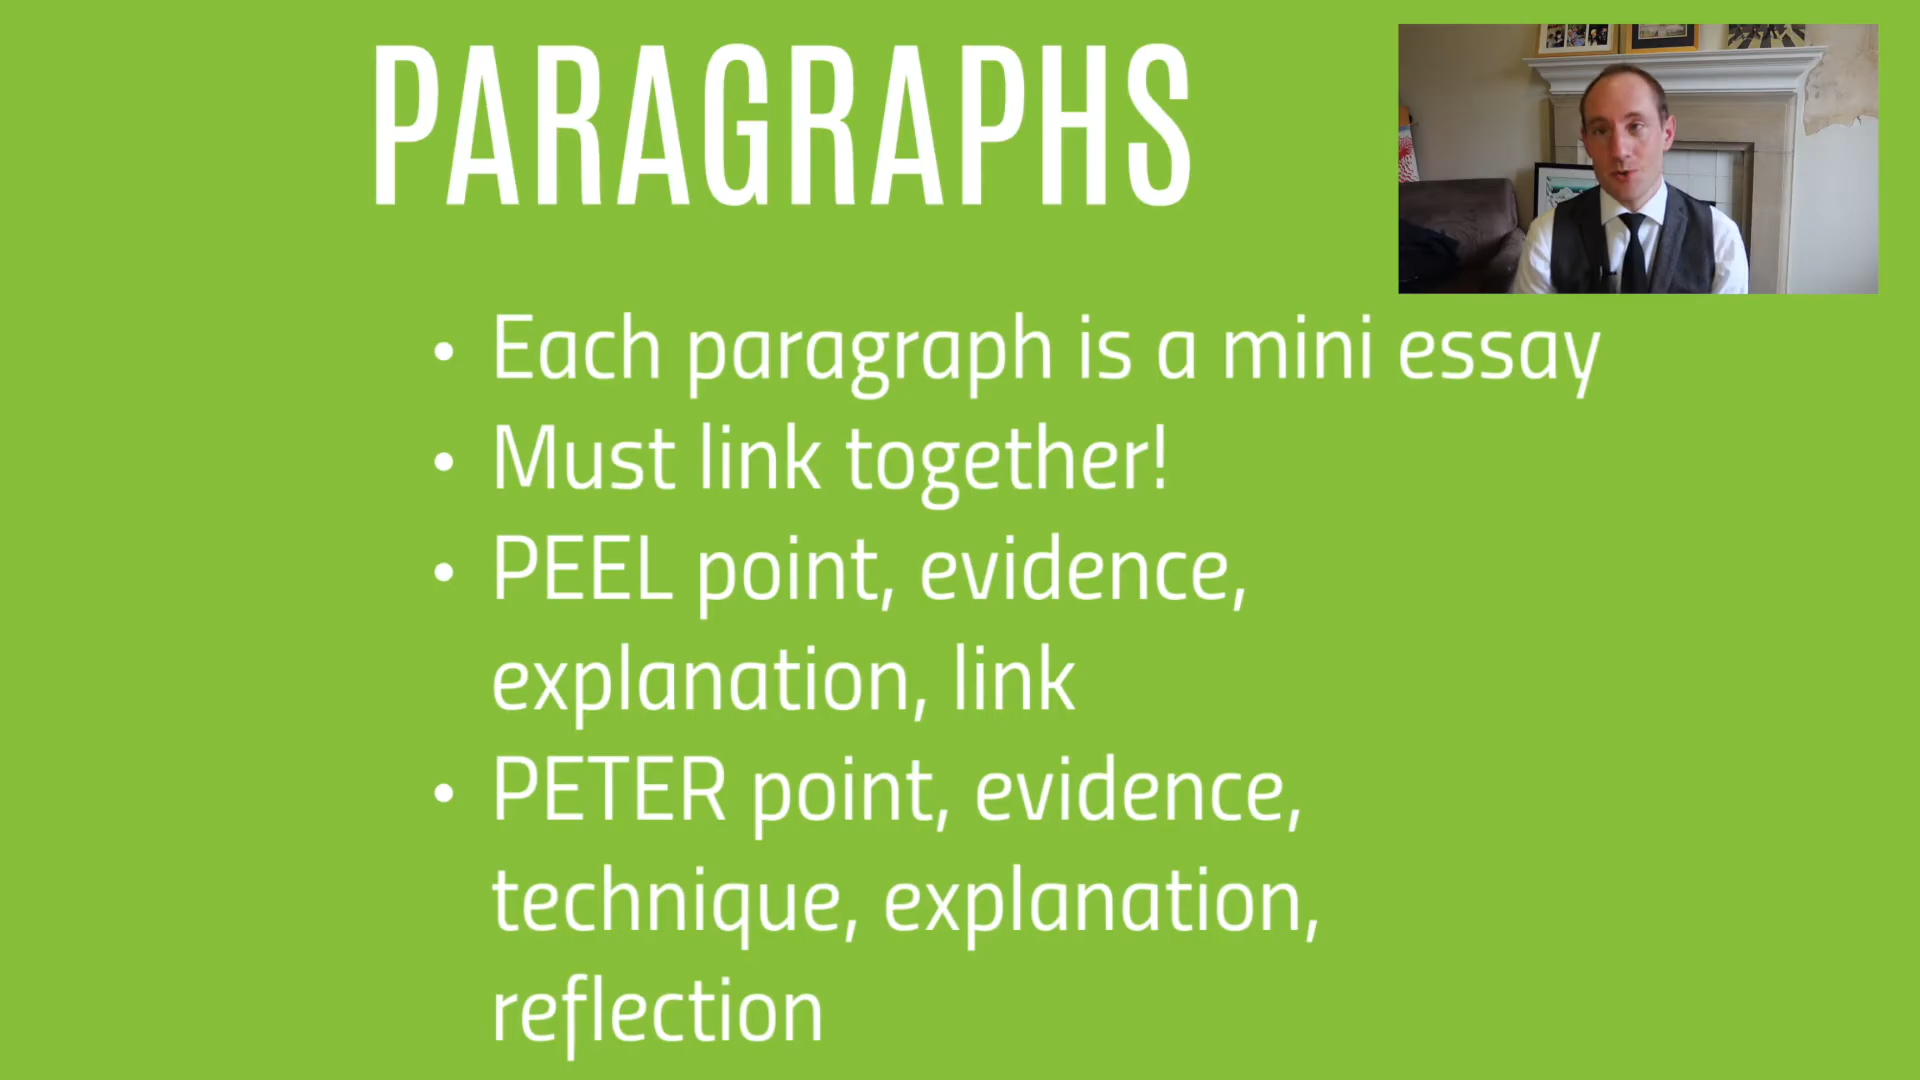 PARAGRAPHS
• Each paragraph is a mini essay
• Must link together!
• PEEL point, evidence,
explanation, link
• PETER point, evidence,
technique, explanation,
reflection